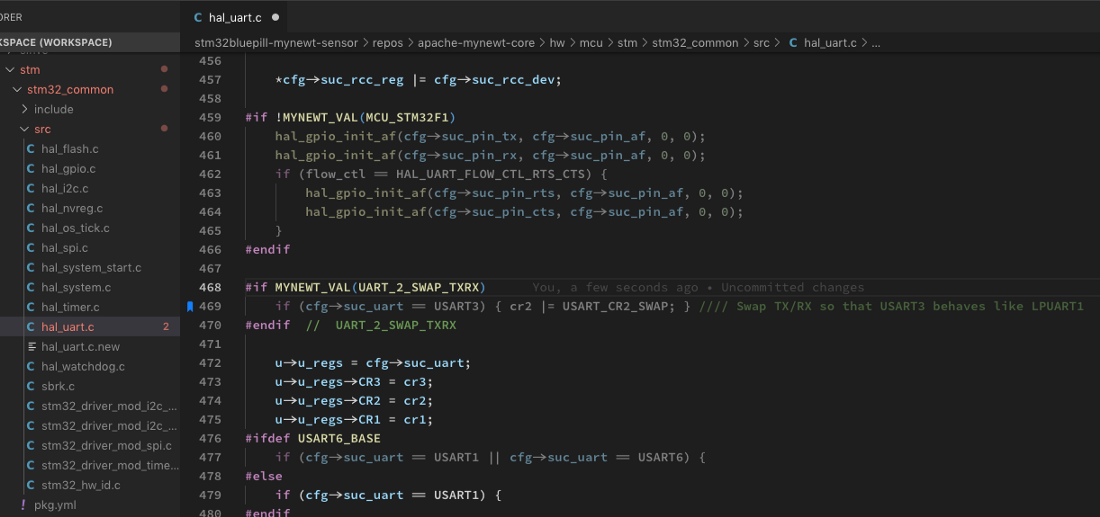 ORER
KSPACE (WORKSPACE)
stm
stm32_common
include
src
C hal_flash.c
C hal_gpio.c
C hal_i2c.c
C hal_nvreg.c
C hal_os_tick.c
C hal_spi.c
C hal_system_start.c
C hal_system.c
C hal_timer.c
C hal_uart.c 2
hal_uart.c.new
C hal_watchdog.c
C sbrk.c
C stm32_driver_mod_i2c_...
C stm32_driver_mod_i2c_...
C stm32_driver_mod_spi.c
C stm32_driver_mod_time...
C stm32_hw_id.c
! pkg.yml
C hal_uart.c
stm32bluepill-mynewt-sensor > repos > apache-mynewt-core > hw > mcu > stm > stm32_common > src > C hal_uart.c > ...
456
457 *cfg->suc_rcc_reg |= cfg->suc_rcc_dev;
458
459 #if !MYNEWT_VAL(MCU_STM32F1)
460 hal_gpio_init_af(cfg->suc_pin_tx, cfg->suc_pin_af, 0, 0);
461 hal_gpio_init_af(cfg->suc_pin_rx, cfg->suc_pin_af, 0, 0);
462 if (flow_ctl == HAL_UART_FLOW_CTL_RTS_CTS) {
463 hal_gpio_init_af(cfg->suc_pin_rts, cfg->suc_pin_af, 0, 0);
464 hal_gpio_init_af(cfg->suc_pin_cts, cfg->suc_pin_af, 0, 0);
465 }
466 #endif
467
468 #if MYNEWT_VAL(UART_2_SWAP_TXRX) You, a few seconds ago • Uncommitted changes
469 if (cfg->suc_uart == USART3) { cr2 |= USART_CR2_SWAP; } //// Swap TX/RX so that USART3 behaves like LPUART1
470 #endif // UART_2_SWAP_TXRX
471
472 u->u_regs = cfg->suc_uart;
473 u->u_regs->CR3 = cr3;
474 u->u_regs->CR2 = cr2;
475 u->u_regs->CR1 = cr1;
476 #ifdef USART6_BASE
477 if (cfg->suc_uart == USART1 || cfg->suc_uart == USART6) {
478 #else
479 if (cfg->suc_uart == USART1) {
480 #endif